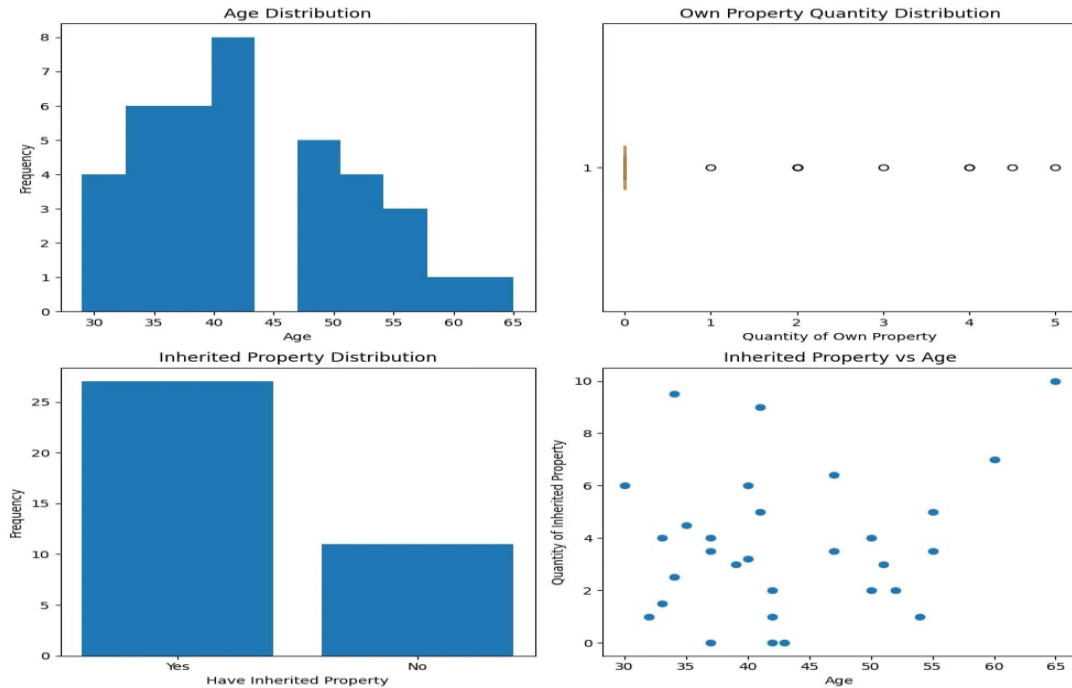 Age Distribution
8
7
6
5
4
3
2
1
0
Frequency
30 35 40 45 50 55 60 65
Age
Own Property Quantity Distribution
1
0 1 2 3 4 5
Quantity of Own Property
Inherited Property Distribution
25
20
15
10
5
0
Frequency
Yes No
Have Inherited Property
Inherited Property vs Age
10
8
6
4
2
0
Quantity of Inherited Property
30 35 40 45 50 55 60 65
Age